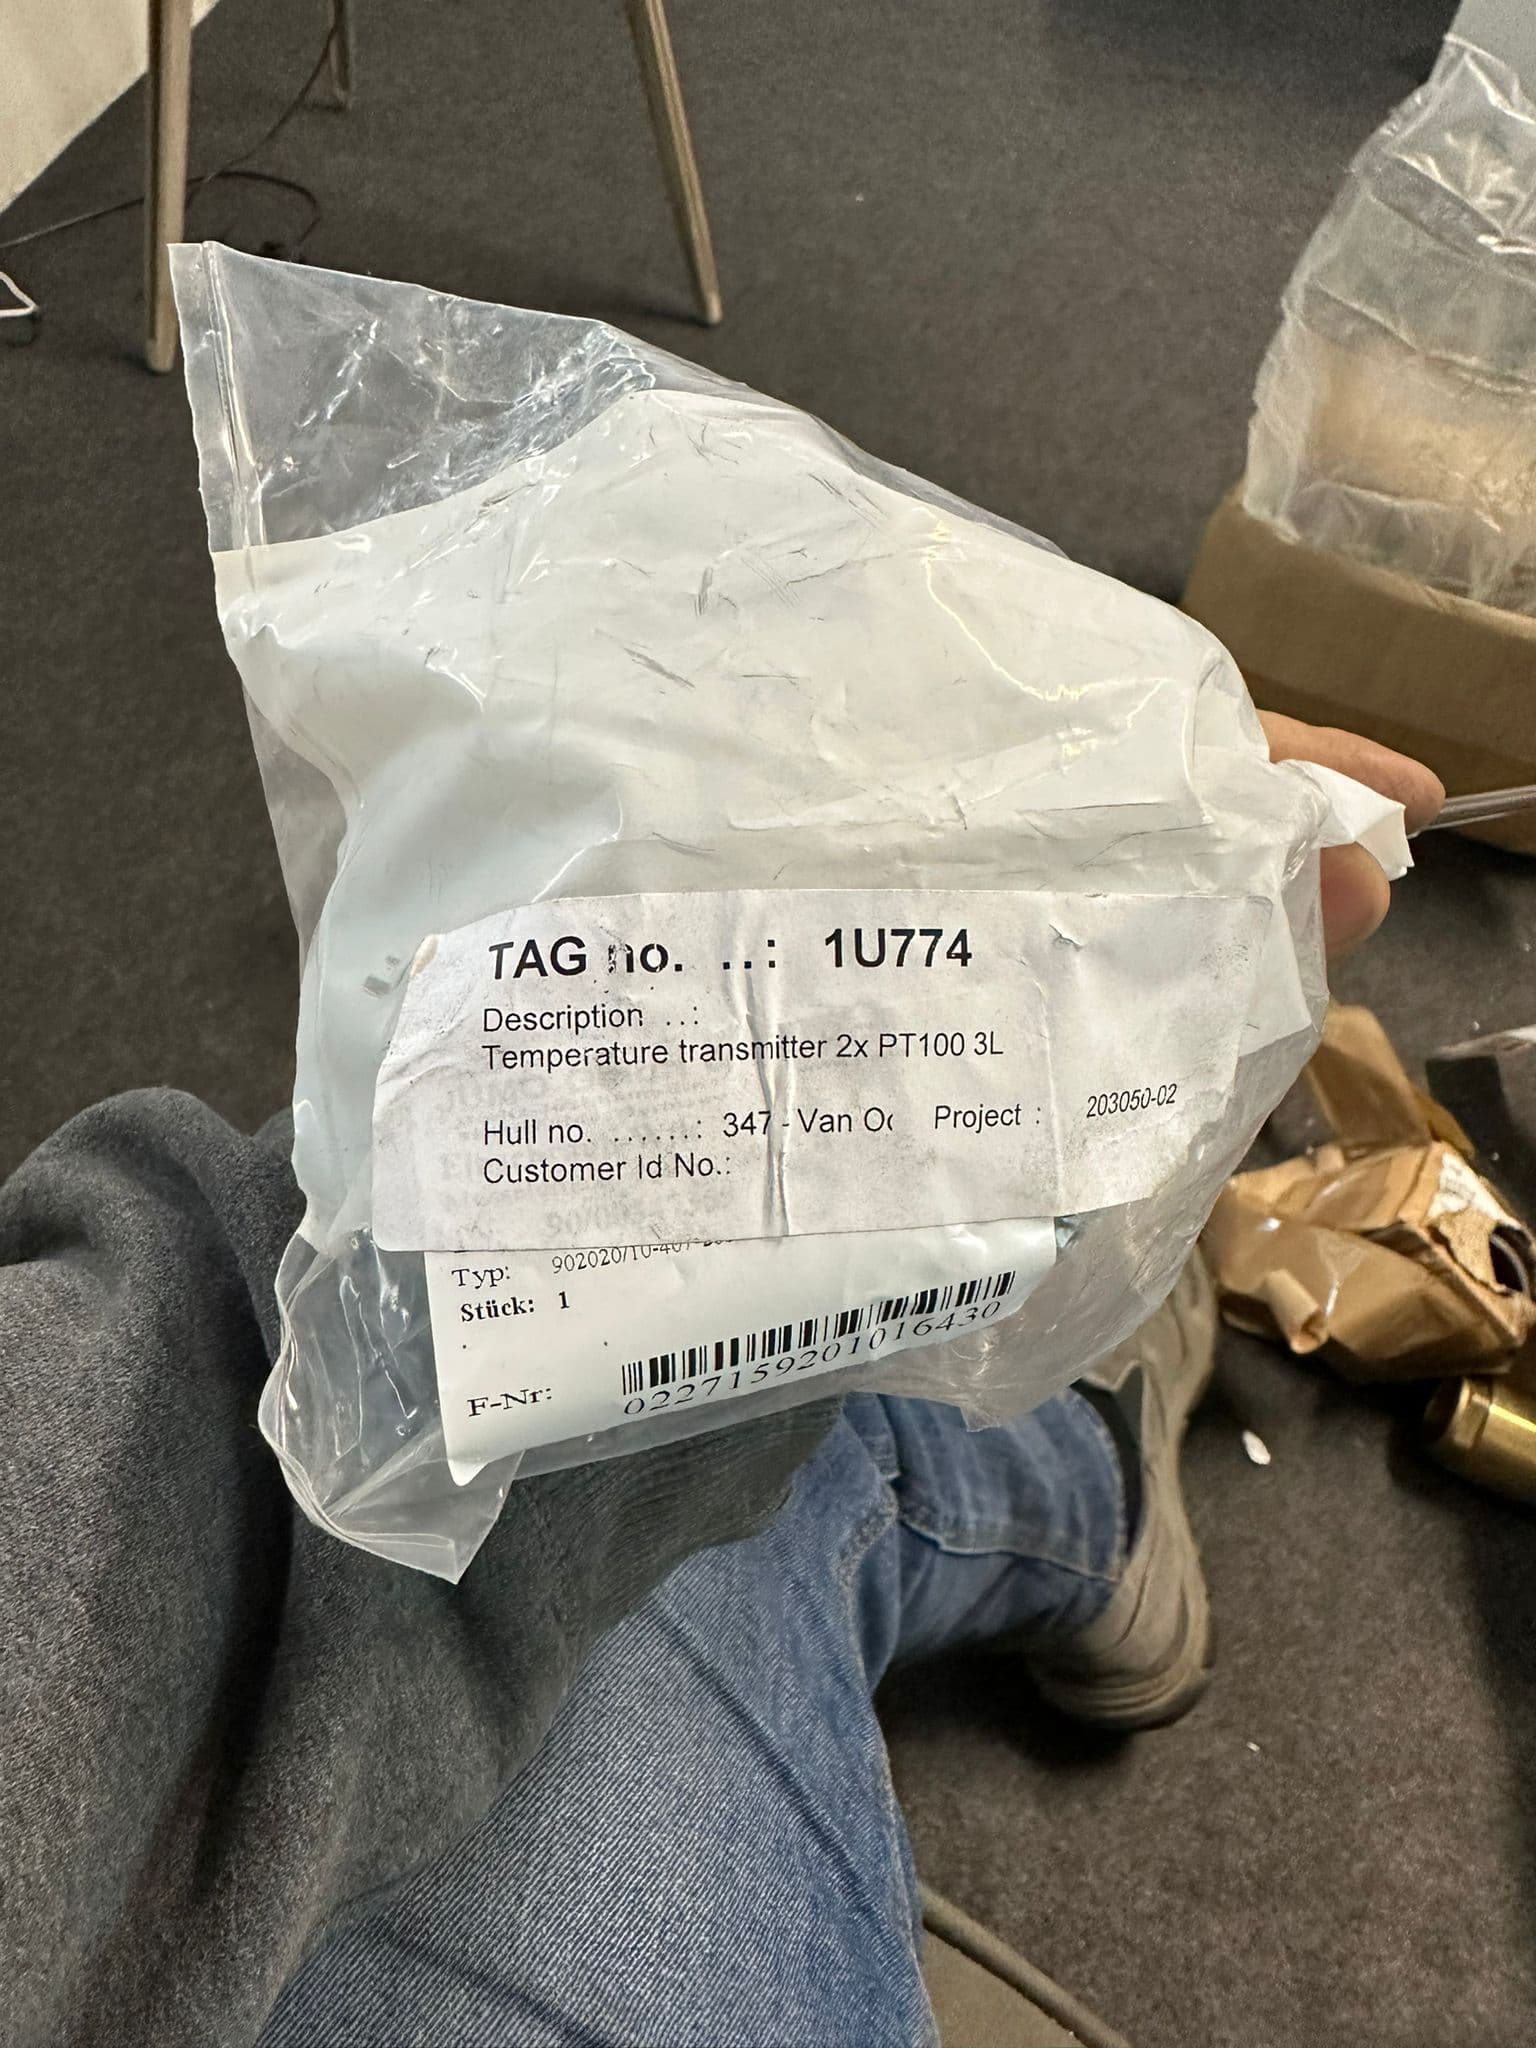 TAG no. ..: 1U774
Description ..:
Temperature transmitter 2x PT100 3L
Hull no. .......: 347 - Van Project : 203050-02
Customer Id No.:
Typ:
Stück: 1
F-Nr: 0227159201016430